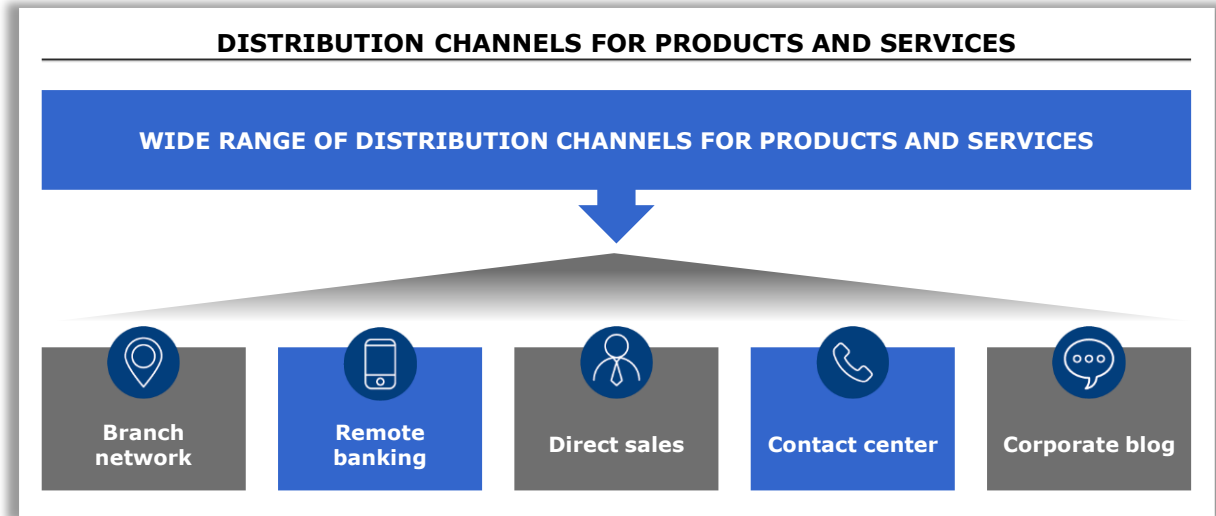 DISTRIBUTION CHANNELS FOR PRODUCTS AND SERVICES
WIDE RANGE OF DISTRIBUTION CHANNELS FOR PRODUCTS AND SERVICES
Branch
network
Remote
banking
Direct sales
Contact center
Corporate blog